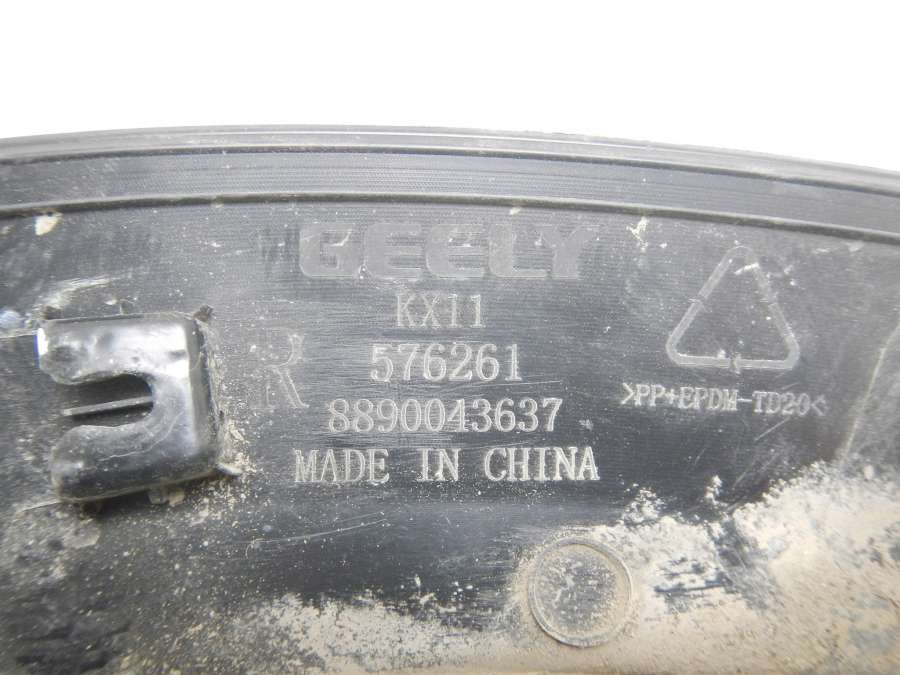 GEELY
KX11
R
576261
8890043637
MADE IN CHINA
>PP+EPDM-TD20<